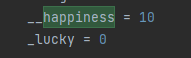 __happiness = 10
_lucky = 0